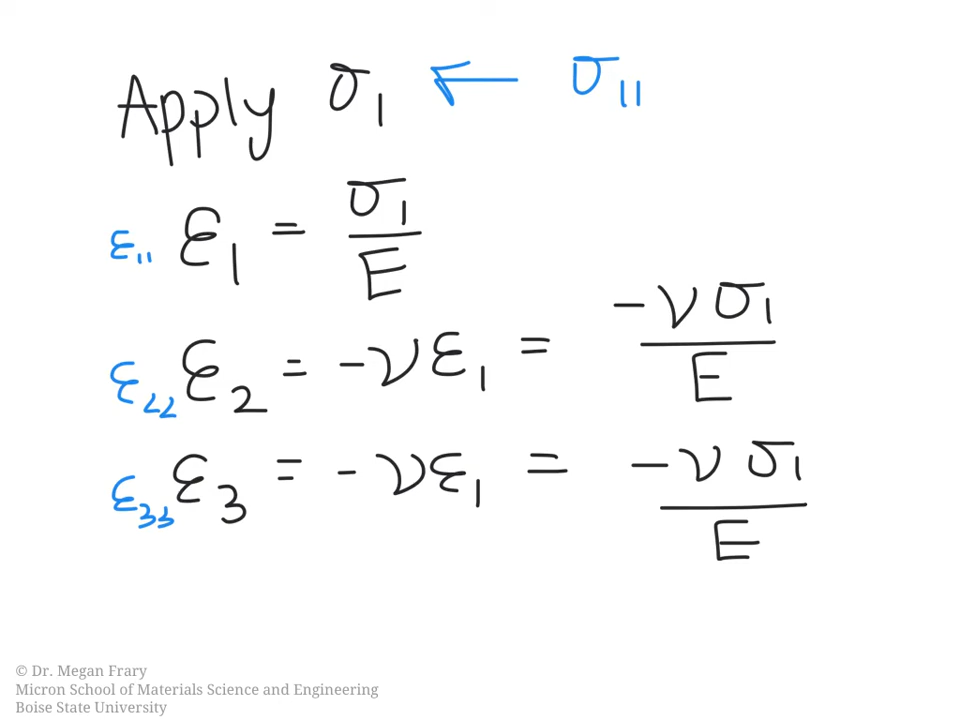 Apply σ₁ ← σ₁₁
ε₁₁ ε₁ = σ₁/E
ε₂₂ ε₂ = -νε₁ = -νσ₁/E
ε₃₃ ε₃ = -νε₁ = -νσ₁/E
© Dr. Megan Frary
Micron School of Materials Science and Engineering
Boise State University